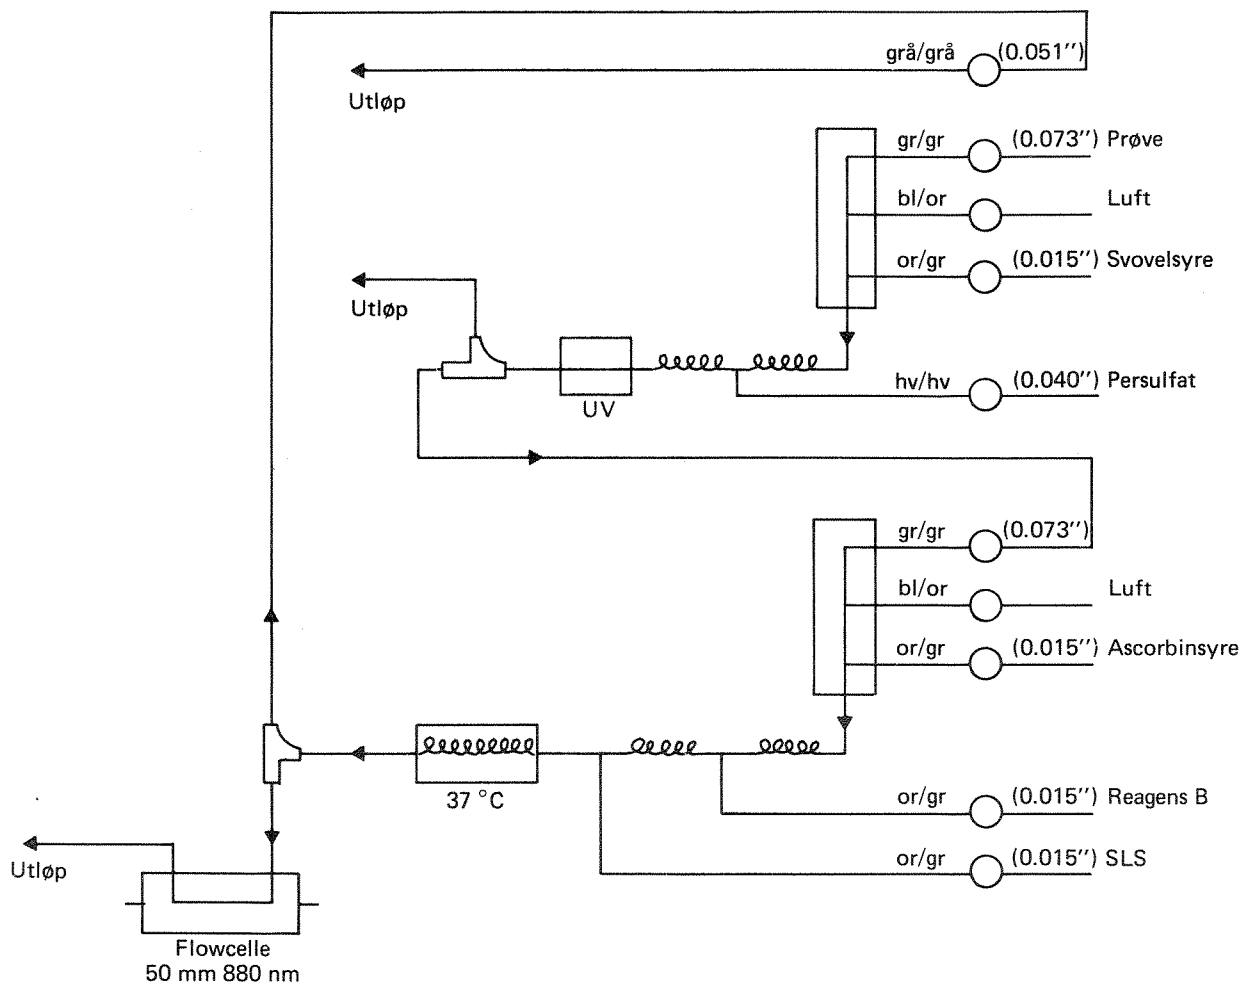 grå/grå (0.051’’)
Utløp
gr/gr (0.073’’) Prøve
bl/or Luft
or/gr (0.015’’) Svovelsyre
Utløp
hv/hv (0.040’’) Persulfat
UV
gr/gr (0.073’’)
bl/or Luft
or/gr (0.015’’) Ascorbinsyre
37 °C
or/gr (0.015’’) Reagens B
or/gr (0.015’’) SLS
Utløp
Flowcelle
50 mm 880 nm